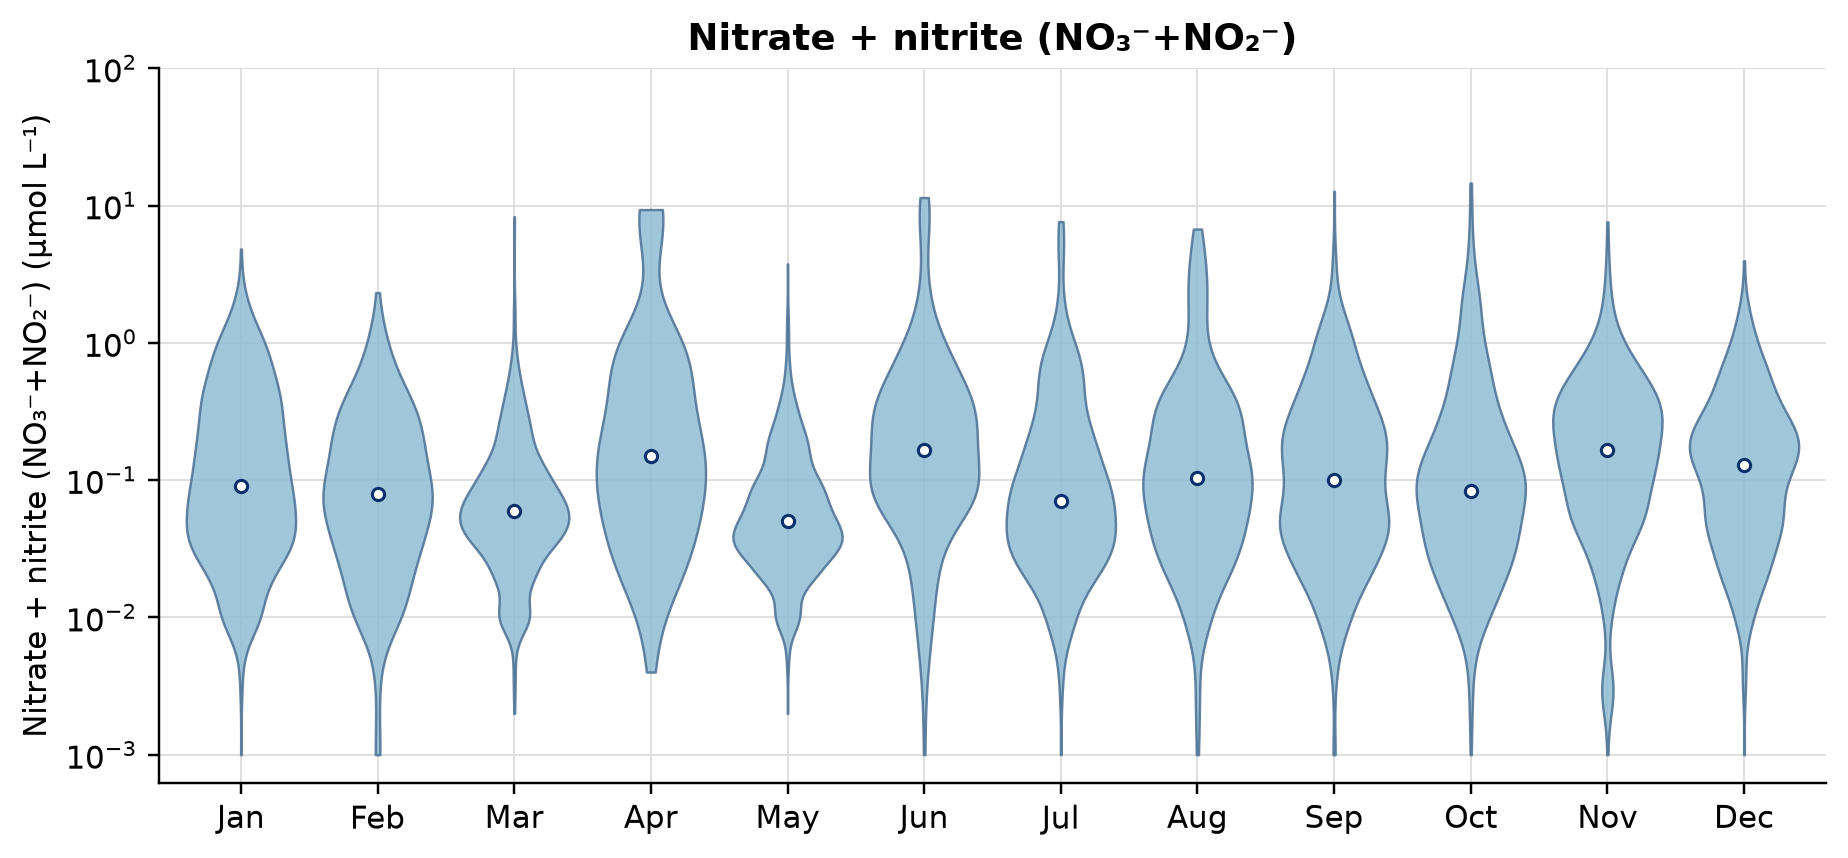 Nitrate + nitrite (NO₃⁻+NO₂⁻)
Nitrate + nitrite (NO₃⁻+NO₂⁻) (µmol L⁻¹)
10²
10¹
10⁰
10⁻¹
10⁻²
10⁻³
Jan Feb Mar Apr May Jun Jul Aug Sep Oct Nov Dec